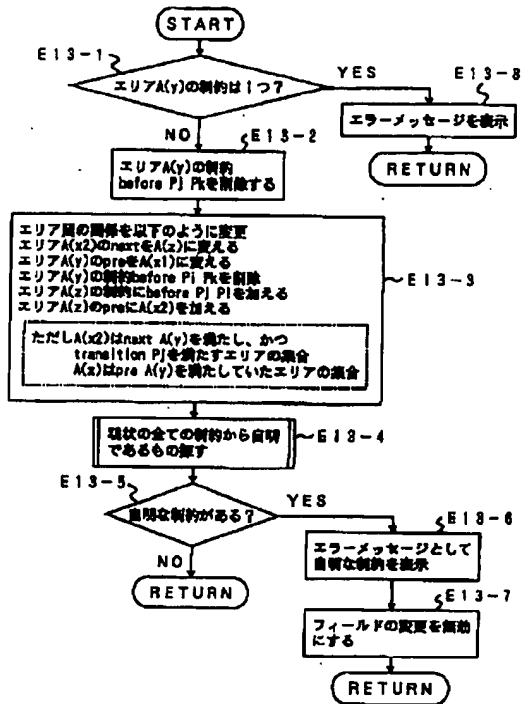 START
E13-1
エリアA(y)の制約は1つ?
YES
E13-8
エラーメッセージを表示
RETURN
NO
E13-2
エリアA(y)の制約
before Pj Pkを削除する
エリア間の関係を以下のように変更
エリアA(x2)のnextをA(z)に変える
エリアA(y)のpreをA(x1)に変える
エリアA(y)の制約before Pi Pkを削除
エリアA(z)の制約にbefore Pj Piを加える
エリアA(z)のpreにA(x2)を加える
ただしA(x2)はnext A(y)を満たし、かつ
transition Pjを満たすエリアの集合
A(z)はpre A(y)を満たしていたエリアの集合
E13-3
現状の全ての制約から自明
であるもの探す
E13-4
E13-5
自明な制約がある?
YES
E13-6
エラーメッセージとして
自明な制約を表示
NO
RETURN
E13-7
フィールドの変更を無効
にする
RETURN